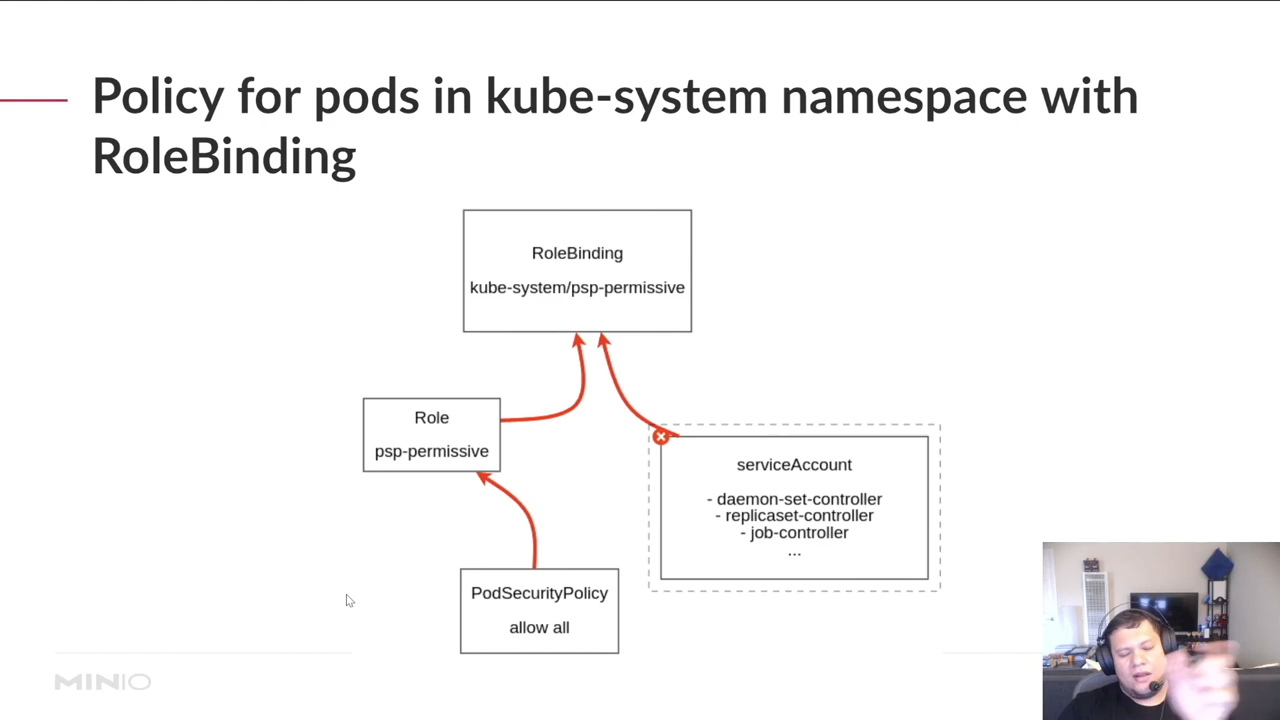 Policy for pods in kube-system namespace with
RoleBinding
RoleBinding
kube-system/psp-permissive
Role
psp-permissive
serviceAccount
- daemon-set-controller
- replicaset-controller
- job-controller
...
PodSecurityPolicy
allow all
MINIO